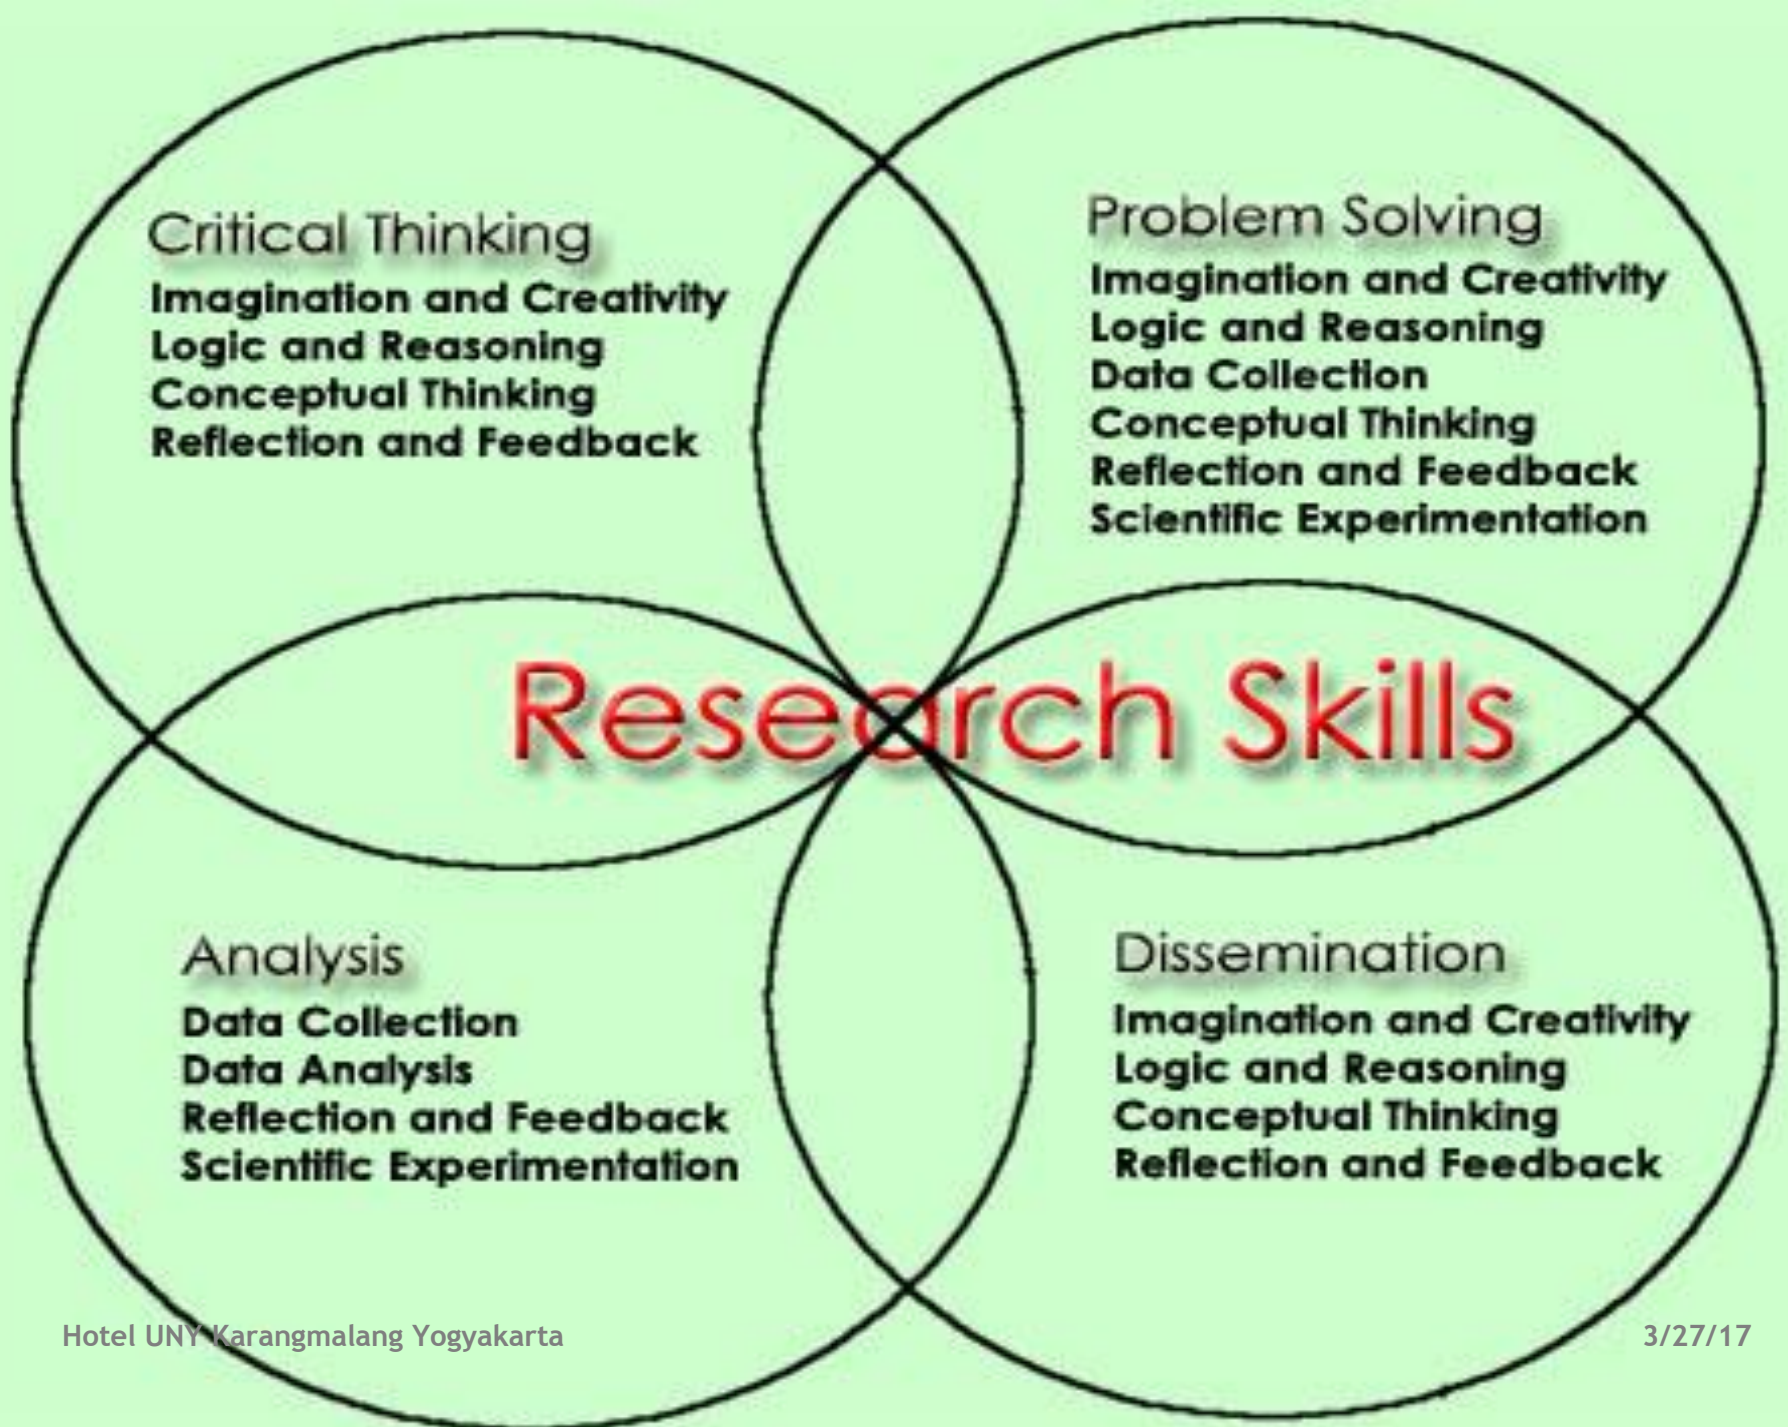 Critical Thinking
Imagination and Creativity
Logic and Reasoning
Conceptual Thinking
Reflection and Feedback
Problem Solving
Imagination and Creativity
Logic and Reasoning
Data Collection
Conceptual Thinking
Reflection and Feedback
Scientific Experimentation
Research Skills
Analysis
Data Collection
Data Analysis
Reflection and Feedback
Scientific Experimentation
Dissemination
Imagination and Creativity
Logic and Reasoning
Conceptual Thinking
Reflection and Feedback
Hotel UNY Karangmalang Yogyakarta
3/27/17